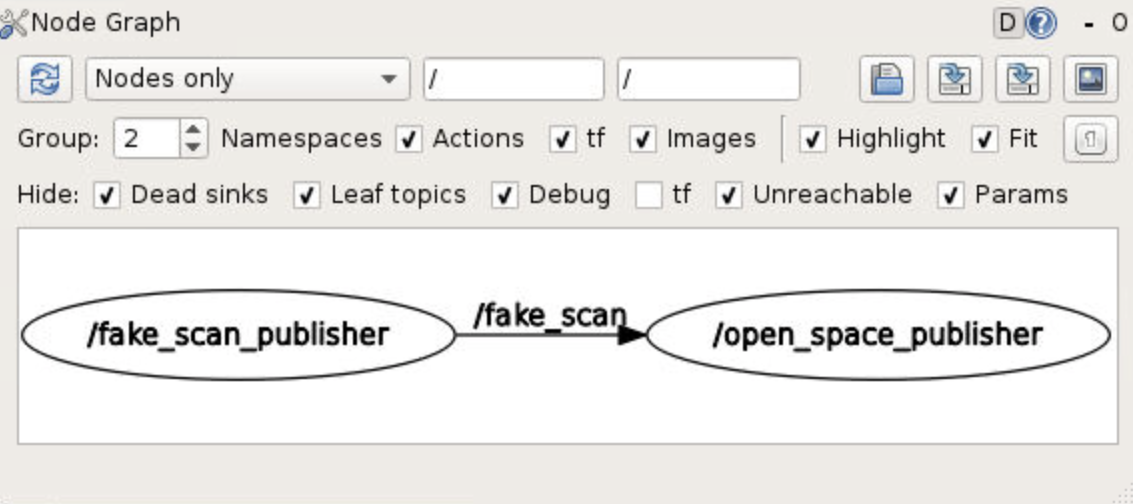 Node Graph
D ? - O
Nodes only / /
Group: 2 Namespaces Actions tf Images Highlight Fit
Hide: Dead sinks Leaf topics Debug tf Unreachable Params
/fake_scan_publisher /fake_scan /open_space_publisher